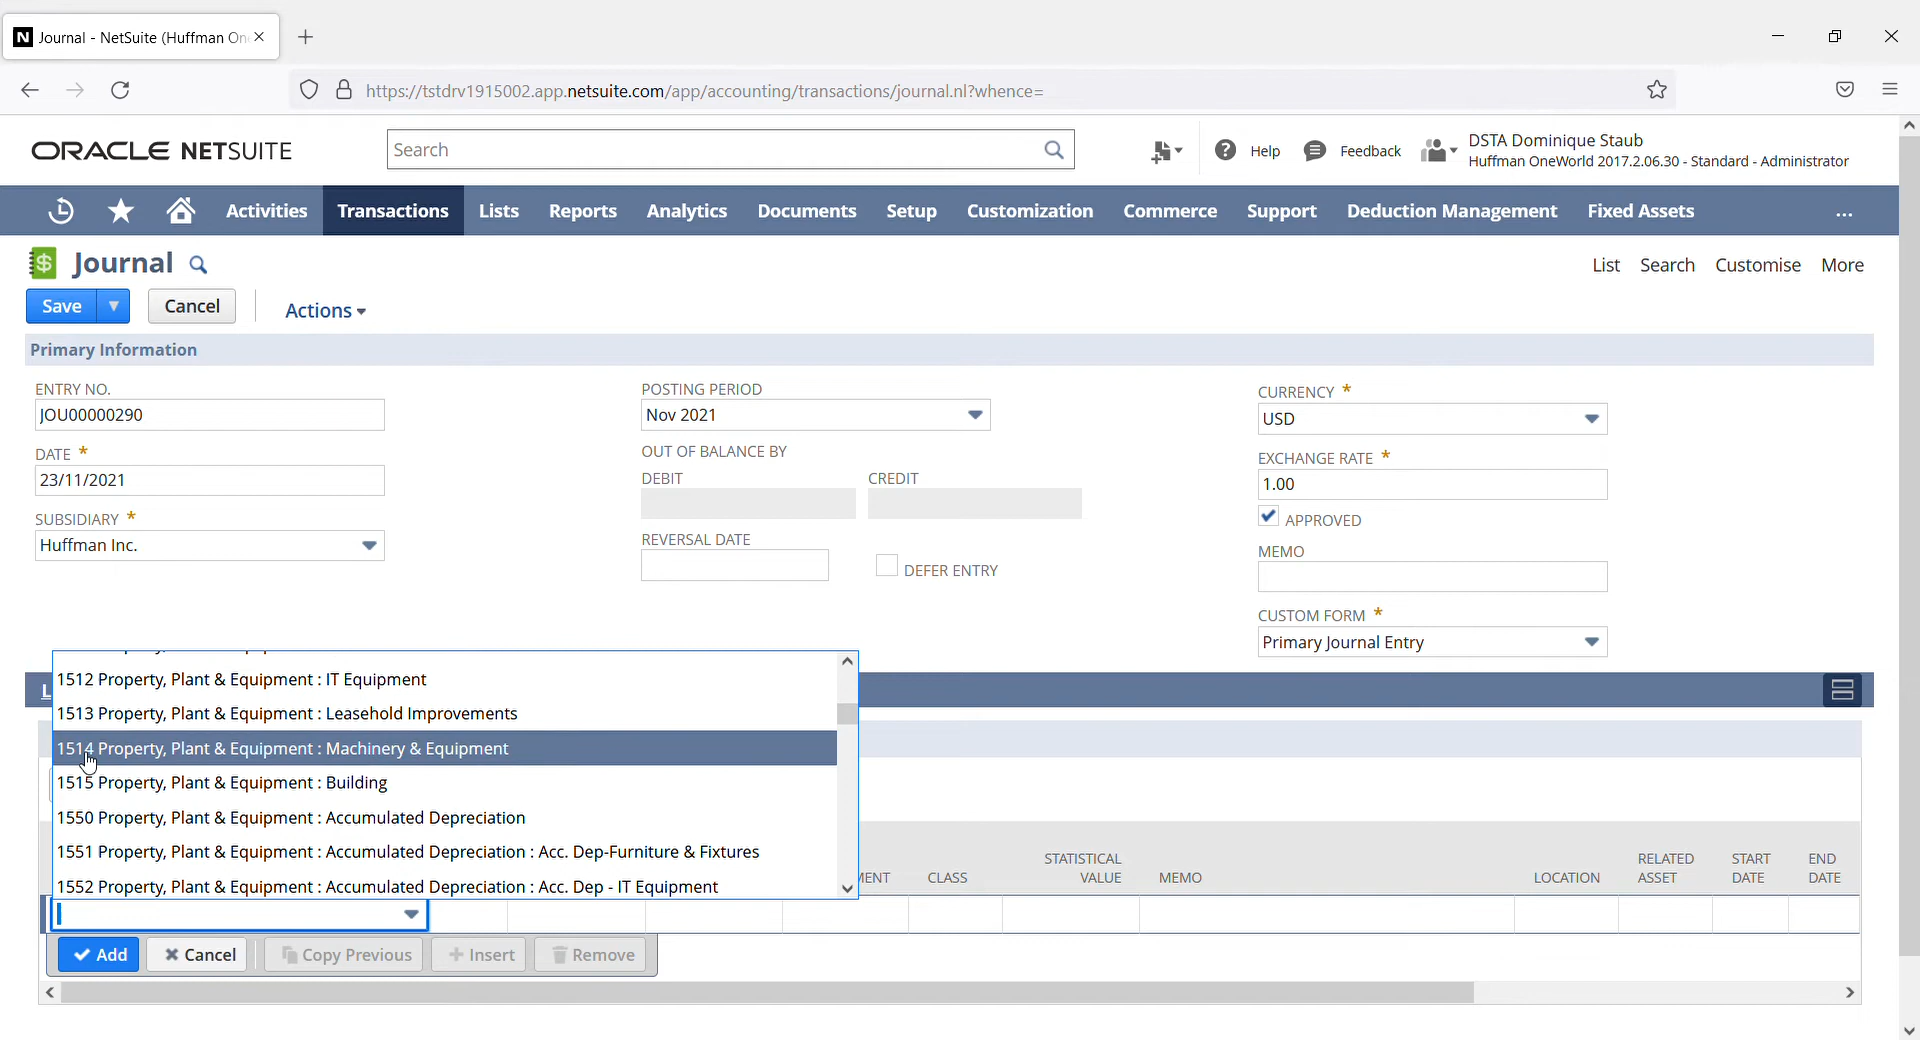 Journal - NetSuite (Huffman On
https://tstdrv1915002.app.netsuite.com/app/accounting/transactions/journal.nl?whence=
ORACLE NETSUITE
Search
Help
Feedback
DSTA Dominique Staub
Huffman OneWorld 2017.2.06.30 - Standard - Administrator
Activities Transactions Lists Reports Analytics Documents Setup Customization Commerce Support Deduction Management Fixed Assets ...
Journal
List Search Customise More
Save Cancel Actions
Primary Information
ENTRY NO.
JOU00000290
DATE *
23/11/2021
SUBSIDIARY *
Huffman Inc.
POSTING PERIOD
Nov 2021
OUT OF BALANCE BY
DEBIT CREDIT
REVERSAL DATE
DEFER ENTRY
CURRENCY *
USD
EXCHANGE RATE *
1.00
APPROVED
MEMO
CUSTOM FORM *
Primary Journal Entry
1512 Property, Plant & Equipment : IT Equipment
1513 Property, Plant & Equipment : Leasehold Improvements
1514 Property, Plant & Equipment : Machinery & Equipment
1515 Property, Plant & Equipment : Building
1550 Property, Plant & Equipment : Accumulated Depreciation
1551 Property, Plant & Equipment : Accumulated Depreciation : Acc. Dep-Furniture & Fixtures
1552 Property, Plant & Equipment : Accumulated Depreciation : Acc. Dep - IT Equipment
MENT CLASS STATISTICAL VALUE MEMO LOCATION RELATED ASSET START DATE END DATE
Add Cancel Copy Previous Insert Remove